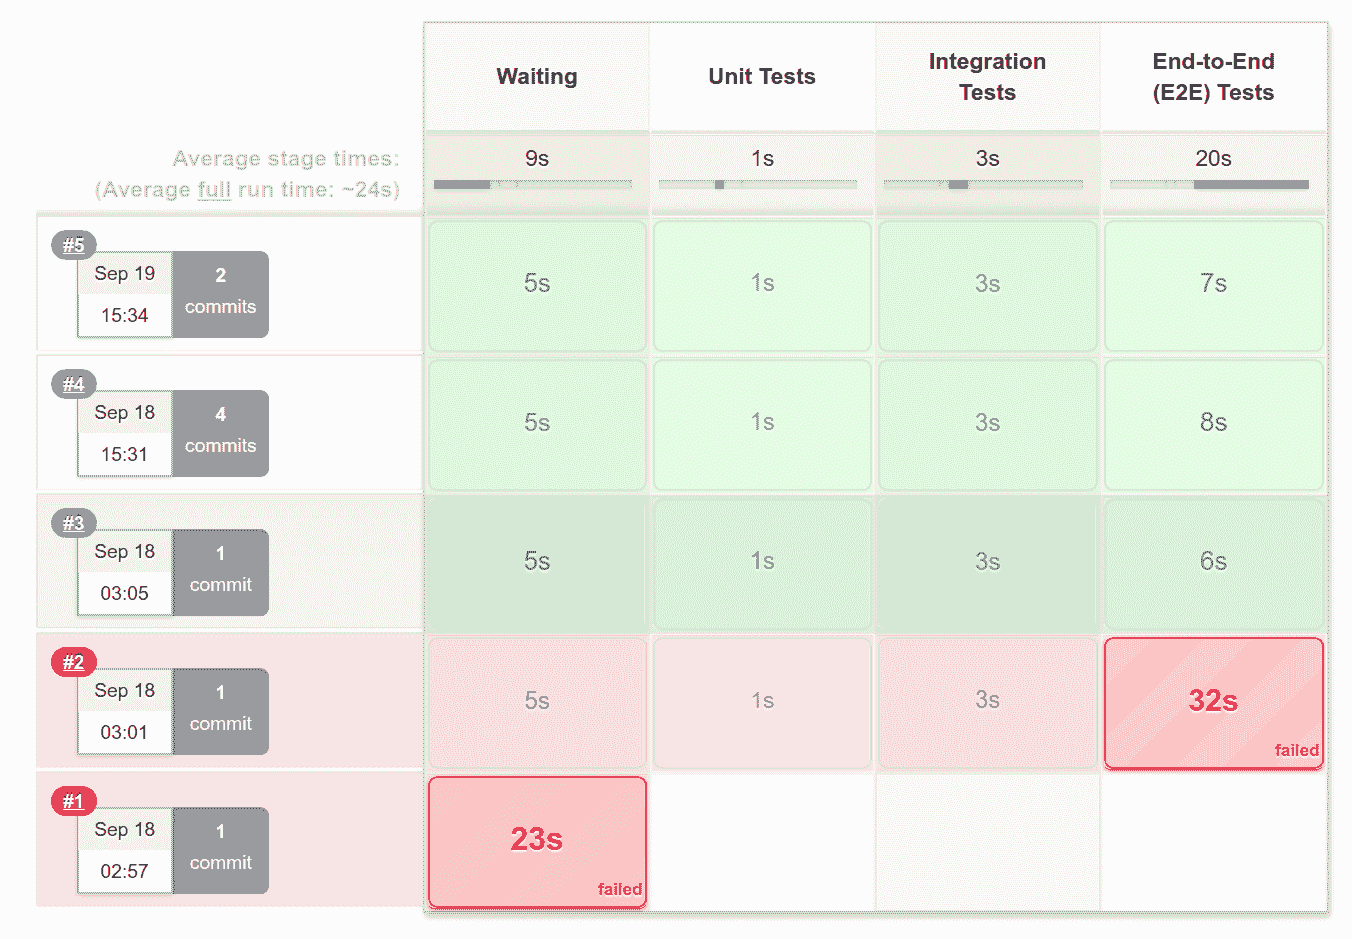 Waiting
Unit Tests
Integration
Tests
End-to-End
(E2E) Tests
Average stage times:
(Average full run time: ~24s)
9s
1s
3s
20s
#5
Sep 19
15:34
2
commits
5s
1s
3s
7s
#4
Sep 18
15:31
4
commits
5s
1s
3s
8s
#3
Sep 18
03:05
1
commit
5s
1s
3s
6s
#2
Sep 18
03:01
1
commit
5s
1s
3s
32s
failed
#1
Sep 18
02:57
1
commit
23s
failed